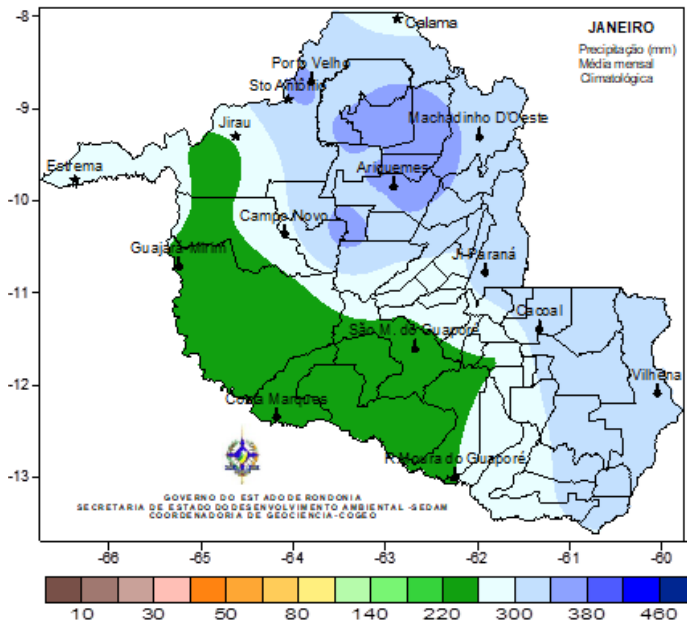 JANEIRO
Precipitação (mm)
Média mensal
Climatológica
-8
-9
-10
-11
-12
-13
Calama
Porto Velho
Sto Antônio
Jirau
Machadinho D'Oeste
Estrema
Ariquemes
Campo Novo
Guajará-Mirim
Ji-Paraná
Cacoal
São M. do Guaporé
Vilhena
Costa Marques
P. Moura do Guaporé
GOVERNO DO ESTADO DE RONDONIA
SECRETARIA DE ESTADO DO DESENVOLVIMENTO AMBIENTAL -SEDAM
COORDENADORIA DE GEOCIENCIA-COGEO
-66 -65 -64 -63 -62 -61 -60
10 30 50 80 140 220 300 380 460